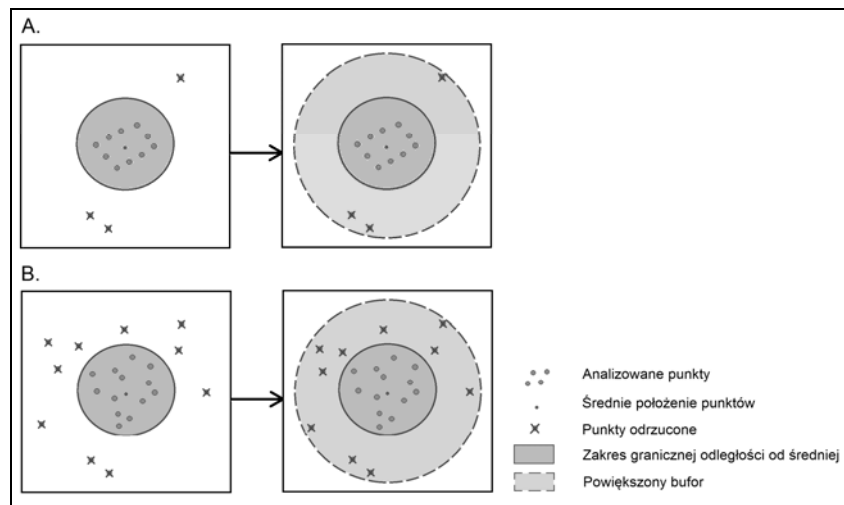 A.
B.
Analizowane punkty
Średnie położenie punktów
Punkty odrzucone
Zakres granicznej odległości od średniej
Powiększony bufor